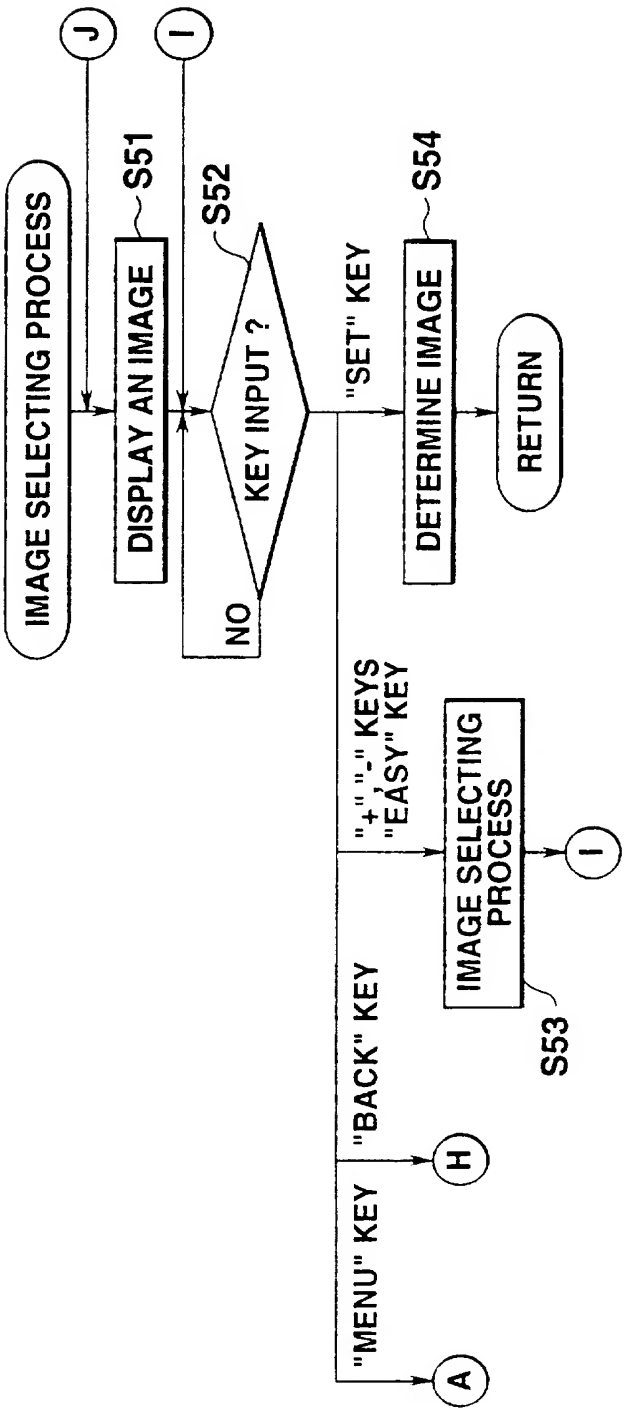 IMAGE SELECTING PROCESS
J
DISPLAY AN IMAGE
S51
I
S52
KEY INPUT ?
NO
"MENU" KEY
"BACK" KEY
"+","-" KEYS
"EASY" KEY
"SET" KEY
A
H
IMAGE SELECTING
PROCESS
S53
I
DETERMINE IMAGE
S54
RETURN